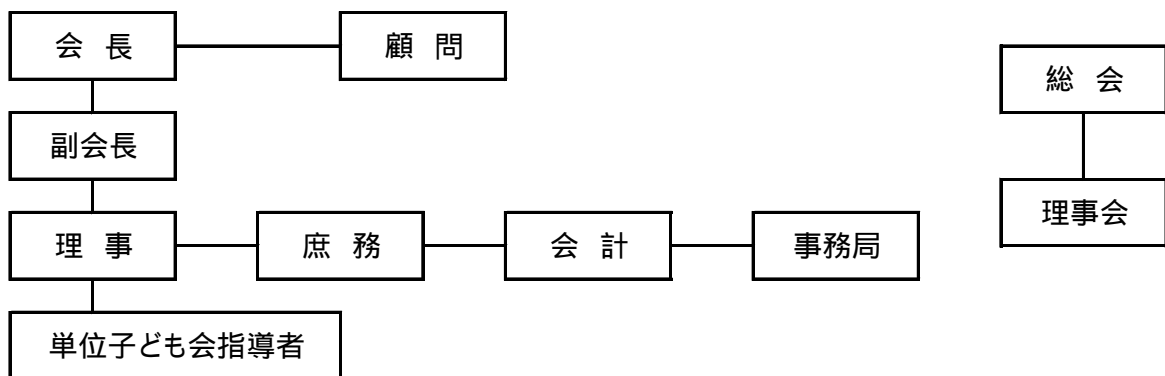 会 長
顧 問
総 会
副会長
理 事
庶 務
会 計
事務局
理事会
単位子ども会指導者